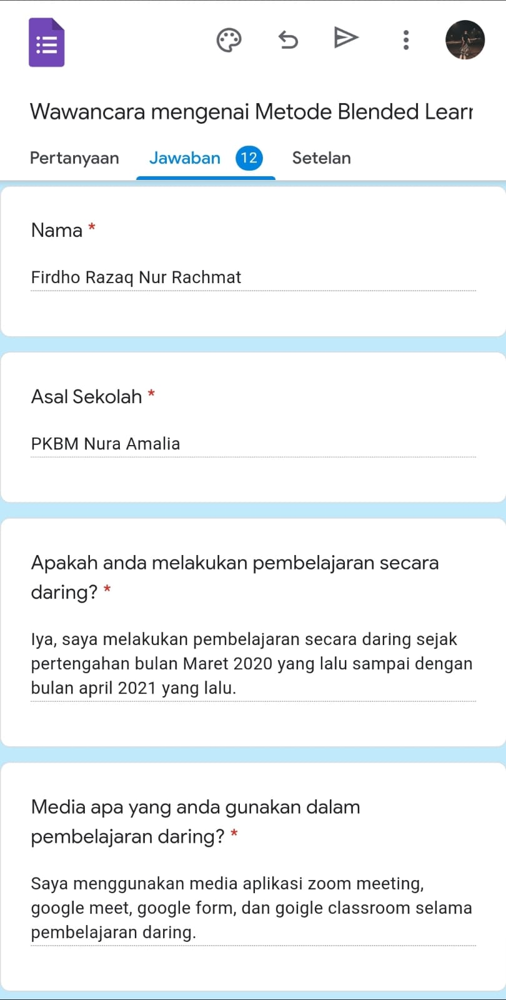 Wawancara mengenai Metode Blended Lear
Pertanyaan Jawaban 12 Setelan
Nama *
Firdho Razaq Nur Rachmat
Asal Sekolah *
PKBM Nura Amalia
Apakah anda melakukan pembelajaran secara
daring? *
Iya, saya melakukan pembelajaran secara daring sejak
pertengahan bulan Maret 2020 yang lalu sampai dengan
bulan april 2021 yang lalu.
Media apa yang anda gunakan dalam
pembelajaran daring? *
Saya menggunakan media aplikasi zoom meeting,
google meet, google form, dan goigle classroom selama
pembelajaran daring.